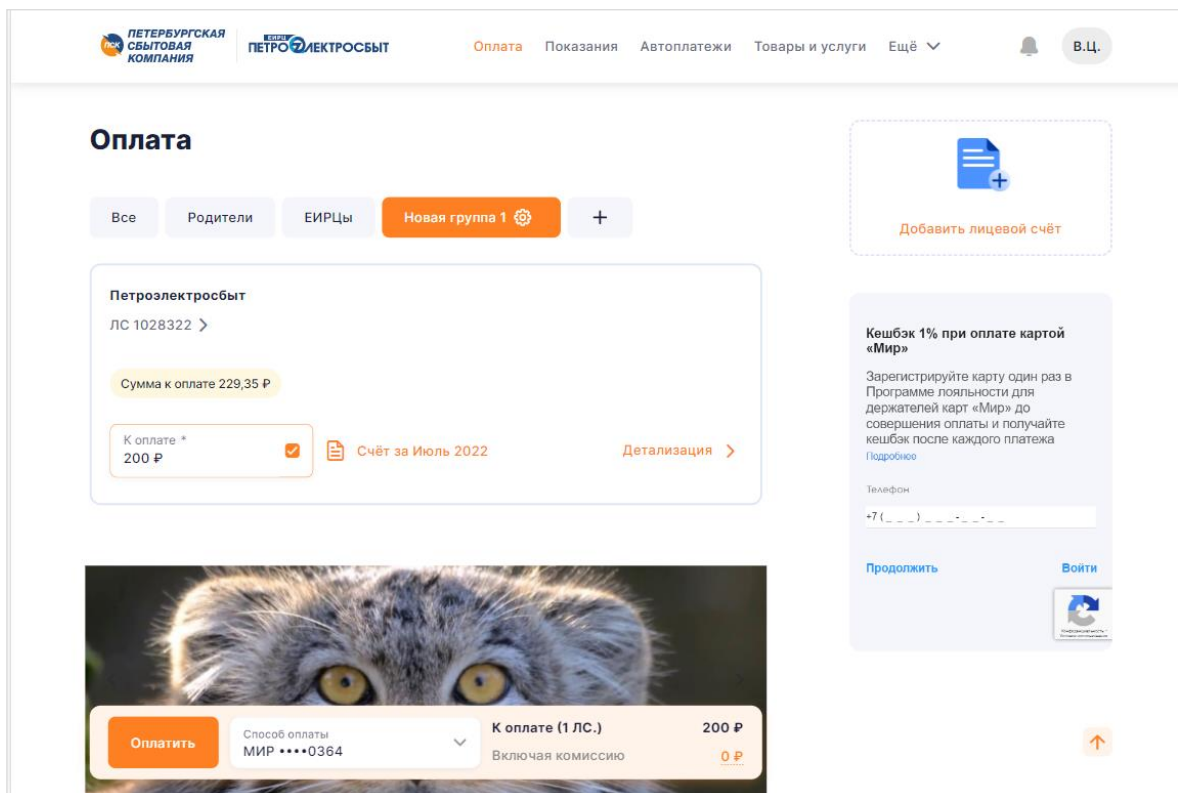 ПЕТЕРБУРГСКАЯ
СБЫТОВАЯ
КОМПАНИЯ
ПСК
ЕИРЦ
ПЕТРОЭЛЕКТРОСБЫТ
Оплата Показания Автоплатежи Товары и услуги Ещё
В.Ц.
Оплата
Все Родители ЕИРЦы Новая группа 1 +
Петроэлектросбыт
ЛС 1028322
Сумма к оплате 229,35 ₽
К оплате *
200 ₽
Счёт за Июль 2022
Детализация
Добавить лицевой счёт
Кешбэк 1% при оплате картой
«Мир»
Зарегистрируйте карту один раз в
Программе лояльности для
держателей карт «Мир» до
совершения оплаты и получайте
кешбэк после каждого платежа
Подробнее
Телефон
+7 ( _ _ _ ) _ _ _ - _ _ - _ _
Продолжить Войти
Оплатить
Способ оплаты
МИР ••••0364
К оплате (1 ЛС.) 200 ₽
Включая комиссию 0 ₽